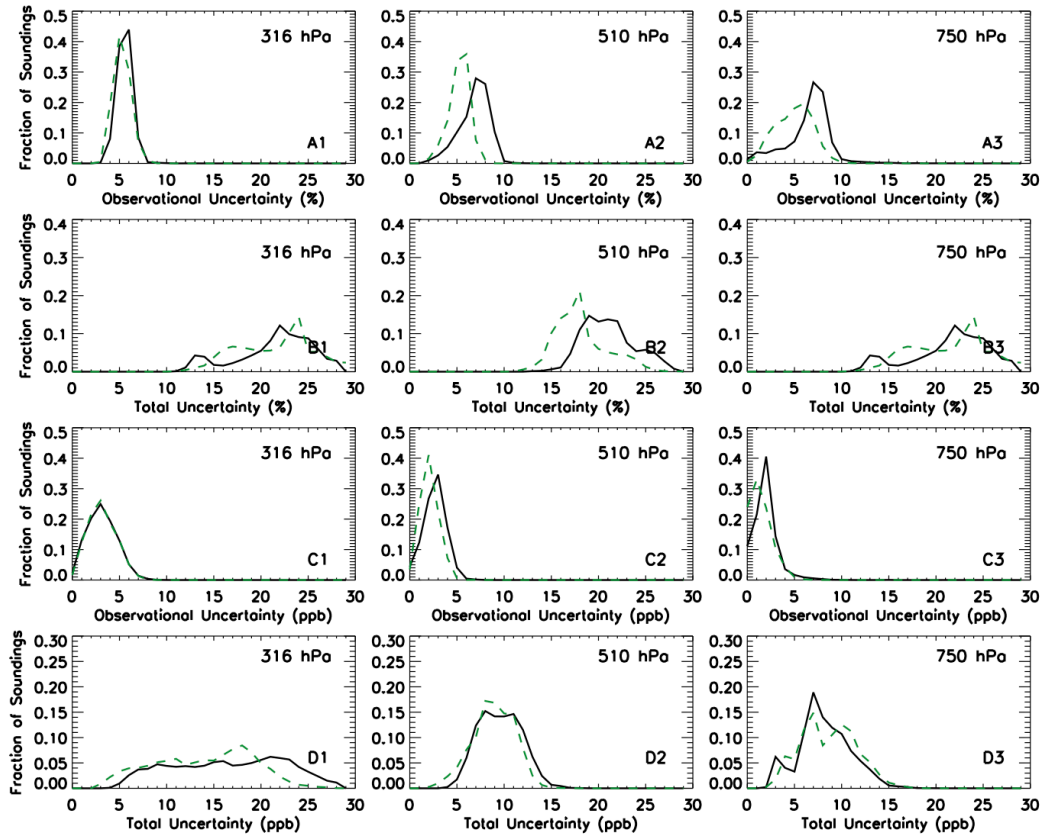 316 hPa 510 hPa 750 hPa
0.5 0.5 0.5
0.4 0.4 0.4
0.3 0.3 0.3
0.2 0.2 0.2
0.1 0.1 0.1
0.0 0.0 0.0
A1 A2 A3
0 5 10 15 20 25 30 0 5 10 15 20 25 30 0 5 10 15 20 25 30
Fraction of Soundings
Observational Uncertainty (%) Observational Uncertainty (%) Observational Uncertainty (%)
316 hPa 510 hPa 750 hPa
0.4 0.4 0.4
0.3 0.3 0.3
0.2 0.2 0.2
0.1 0.1 0.1
0.0 0.0 0.0
B1 B2 B3
0 5 10 15 20 25 30 0 5 10 15 20 25 30 0 5 10 15 20 25 30
Fraction of Soundings
Total Uncertainty (%) Total Uncertainty (%) Total Uncertainty (%)
316 hPa 510 hPa 750 hPa
0.5 0.5 0.5
0.4 0.4 0.4
0.3 0.3 0.3
0.2 0.2 0.2
0.1 0.1 0.1
0.0 0.0 0.0
C1 C2 C3
0 5 10 15 20 25 30 0 5 10 15 20 25 30 0 5 10 15 20 25 30
Fraction of Soundings
Observational Uncertainty (ppb) Observational Uncertainty (ppb) Observational Uncertainty (ppb)
316 hPa 510 hPa 750 hPa
0.30 0.30 0.30
0.25 0.25 0.25
0.20 0.20 0.20
0.15 0.15 0.15
0.10 0.10 0.10
0.05 0.05 0.05
0.00 0.00 0.00
D1 D2 D3
0 5 10 15 20 25 30 0 5 10 15 20 25 30 0 5 10 15 20 25 30
Fraction of Soundings
Total Uncertainty (ppb) Total Uncertainty (ppb) Total Uncertainty (ppb)